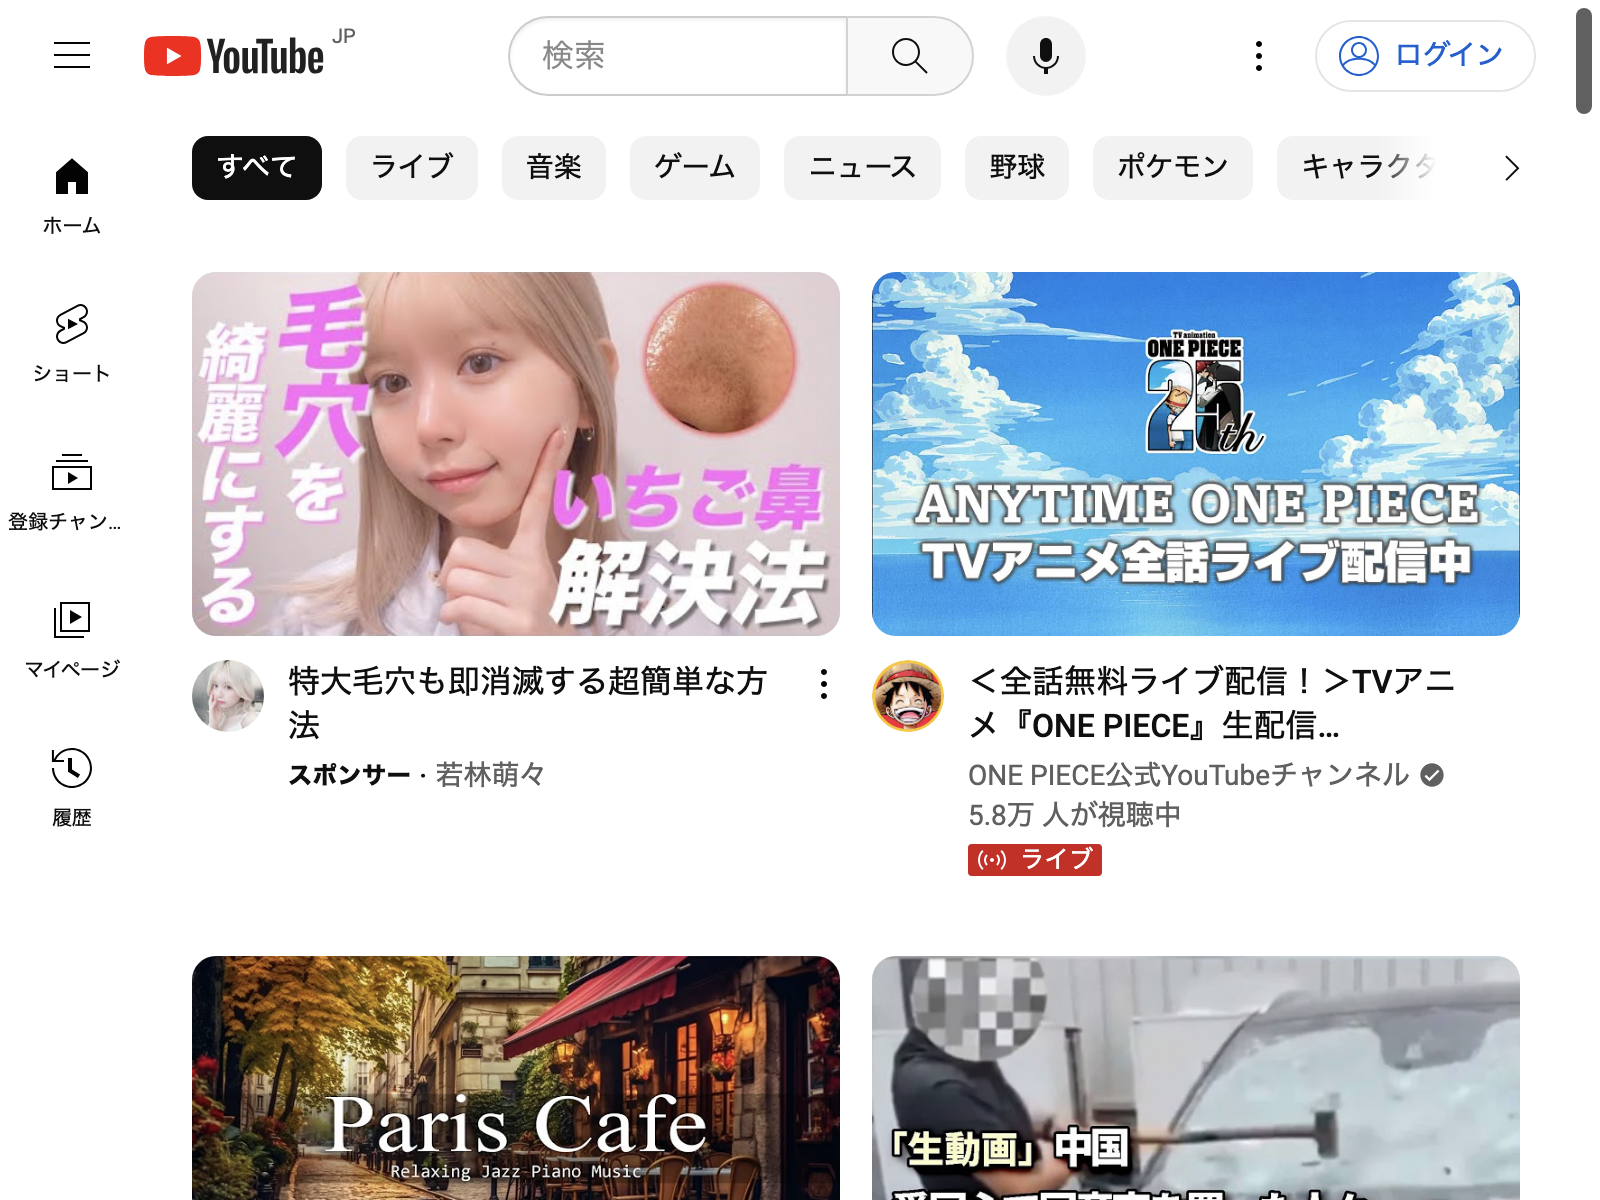 YouTube JP
検索
ログイン
すべて
ライブ
音楽
ゲーム
ニュース
野球
ポケモン
キャラクタ
ホーム
ショート
登録チャン...
マイページ
履歴
毛穴を
綺麗にする
いちご鼻
解決法
特大毛穴も即消滅する超簡単な方
法
スポンサー · 若林萌々
TV animation
ONE PIECE
25th
ANYTIME ONE PIECE
TVアニメ全話ライブ配信中
＜全話無料ライブ配信！＞TVアニ
メ『ONE PIECE』生配信...
ONE PIECE公式YouTubeチャンネル
5.8万 人が視聴中
ライブ
Paris Cafe
Relaxing Jazz Piano Music
「生動画」中国